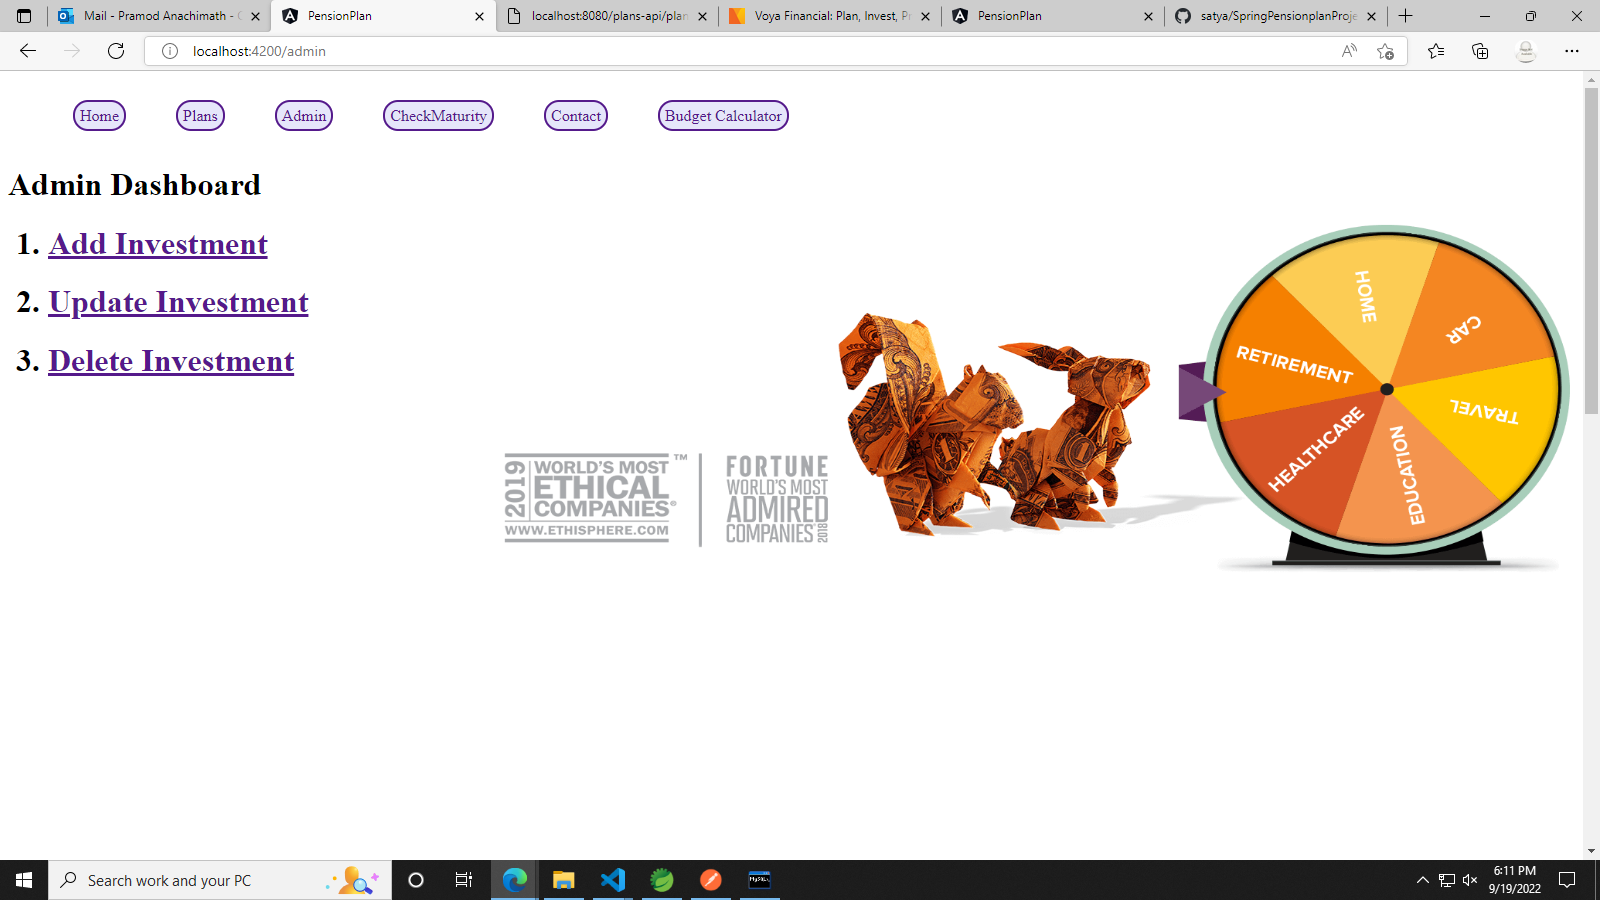 Mail - Pramod Anachimath - O
PensionPlan
localhost:8080/plans-api/plan
Voya Financial: Plan, Invest, Pr
PensionPlan
satya/SpringPensionplanProje
localhost:4200/admin
Home
Plans
Admin
CheckMaturity
Contact
Budget Calculator
Admin Dashboard
1. Add Investment
2. Update Investment
3. Delete Investment
2019
WORLD'S MOST
ETHICAL
COMPANIES®
WWW.ETHISPHERE.COM
™
FORTUNE
WORLD'S MOST
ADMIRED
COMPANIES
2018
HOME
CAR
TRAVEL
EDUCATION
HEALTHCARE
RETIREMENT
Search work and your PC
6:11 PM
9/19/2022